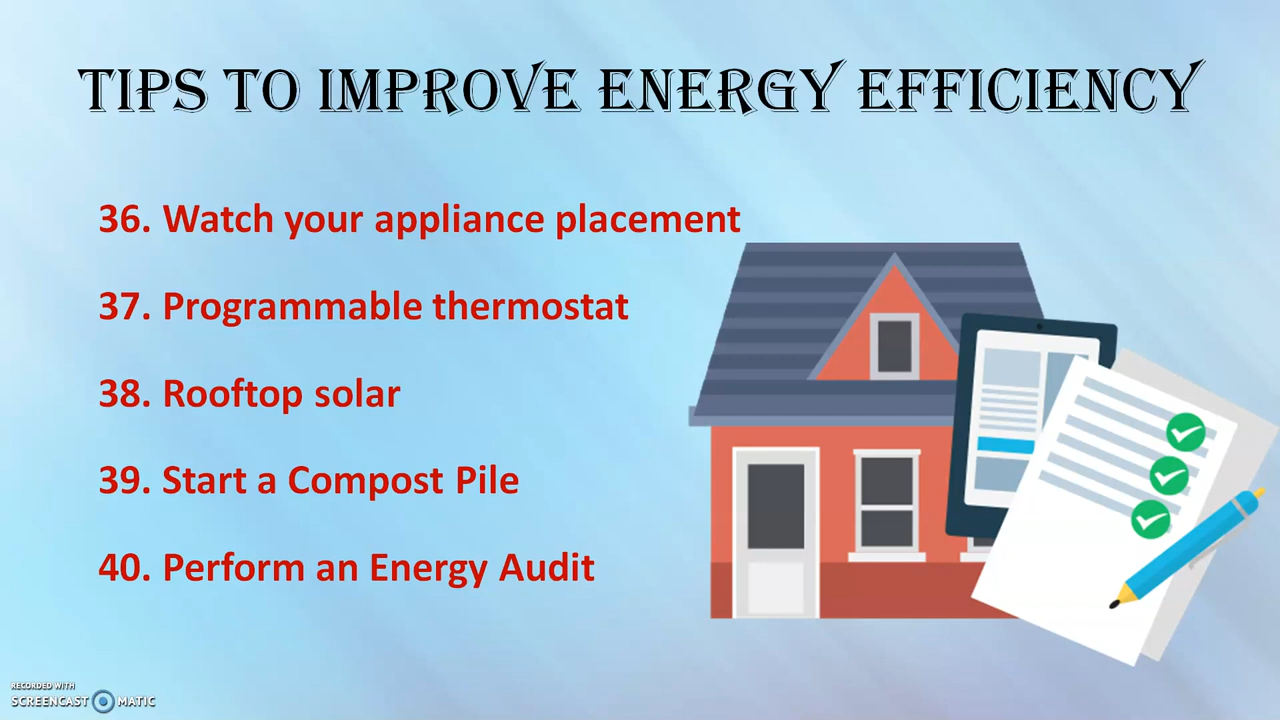 TIPS TO IMPROVE ENERGY EFFICIENCY
36. Watch your appliance placement
37. Programmable thermostat
38. Rooftop solar
39. Start a Compost Pile
40. Perform an Energy Audit
RECORDED WITH
SCREENCAST MATIC